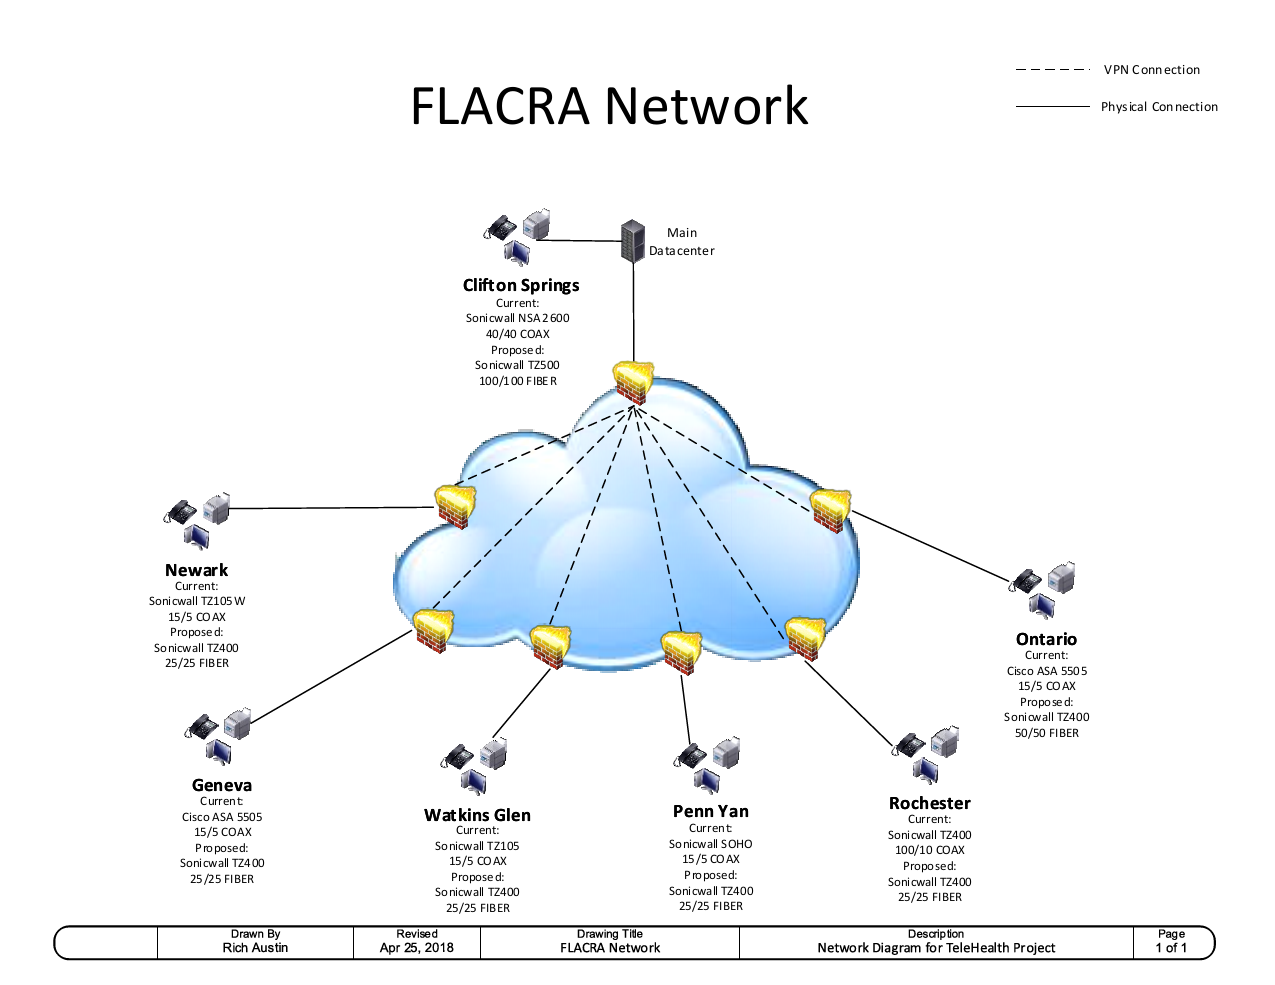 VPN Connection
FLACRA Network
Physical Connection
Main
Datacenter
Clifton Springs
Current:
Sonicwall NSA2600
40/40 COAX
Proposed:
Sonicwall TZ500
100/100 FIBER
Newark
Current:
Sonicwall TZ105W
15/5 COAX
Proposed:
Sonicwall TZ400
25/25 FIBER
Ontario
Current:
Cisco ASA 5505
15/5 COAX
Proposed:
Sonicwall TZ400
50/50 FIBER
Geneva
Current:
Cisco ASA 5505
15/5 COAX
Proposed:
Sonicwall TZ400
25/25 FIBER
Watkins Glen
Current:
Sonicwall TZ105
15/5 COAX
Proposed:
Sonicwall TZ400
25/25 FIBER
Penn Yan
Current:
Sonicwall SOHO
15/5 COAX
Proposed:
Sonicwall TZ400
25/25 FIBER
Rochester
Current:
Sonicwall TZ400
100/10 COAX
Proposed:
Sonicwall TZ400
25/25 FIBER
Drawn By
Rich Austin
Revised
Apr 25, 2018
Drawing Title
FLACRA Network
Description
Network Diagram for TeleHealth Project
Page
1 of 1